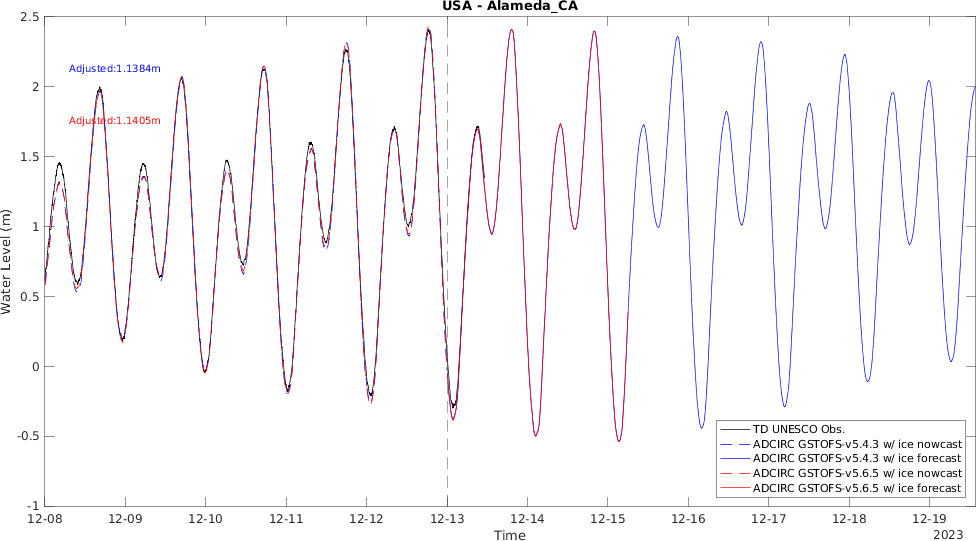 USA - Alameda_CA
2.5
2
1.5
1
0.5
0
-0.5
-1
Water Level (m)
Adjusted:1.1384m
Adjusted:1.1405m
TD UNESCO Obs.
ADCIRC GSTOFS-v5.4.3 w/ ice nowcast
ADCIRC GSTOFS-v5.4.3 w/ ice forecast
ADCIRC GSTOFS-v5.6.5 w/ ice nowcast
ADCIRC GSTOFS-v5.6.5 w/ ice forecast
12-08 12-09 12-10 12-11 12-12 12-13 12-14 12-15 12-16 12-17 12-18 12-19
Time
2023